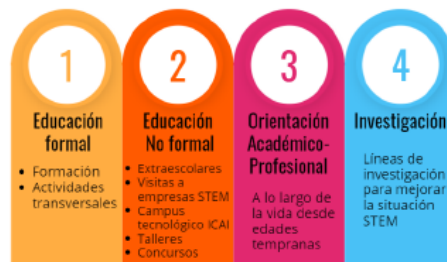 1
Educación
formal
• Formación
• Actividades
transversales
2
Educación
No formal
• Extraescolares
• Visitas a
empresas STEM
• Campus
tecnológico ICAI
• Talleres
• Concursos
3
Orientación
Académico-
Profesional
A lo largo de
la vida desde
edades
tempranas
4
Investigación
Líneas de
investigación
para mejorar
la situación
STEM